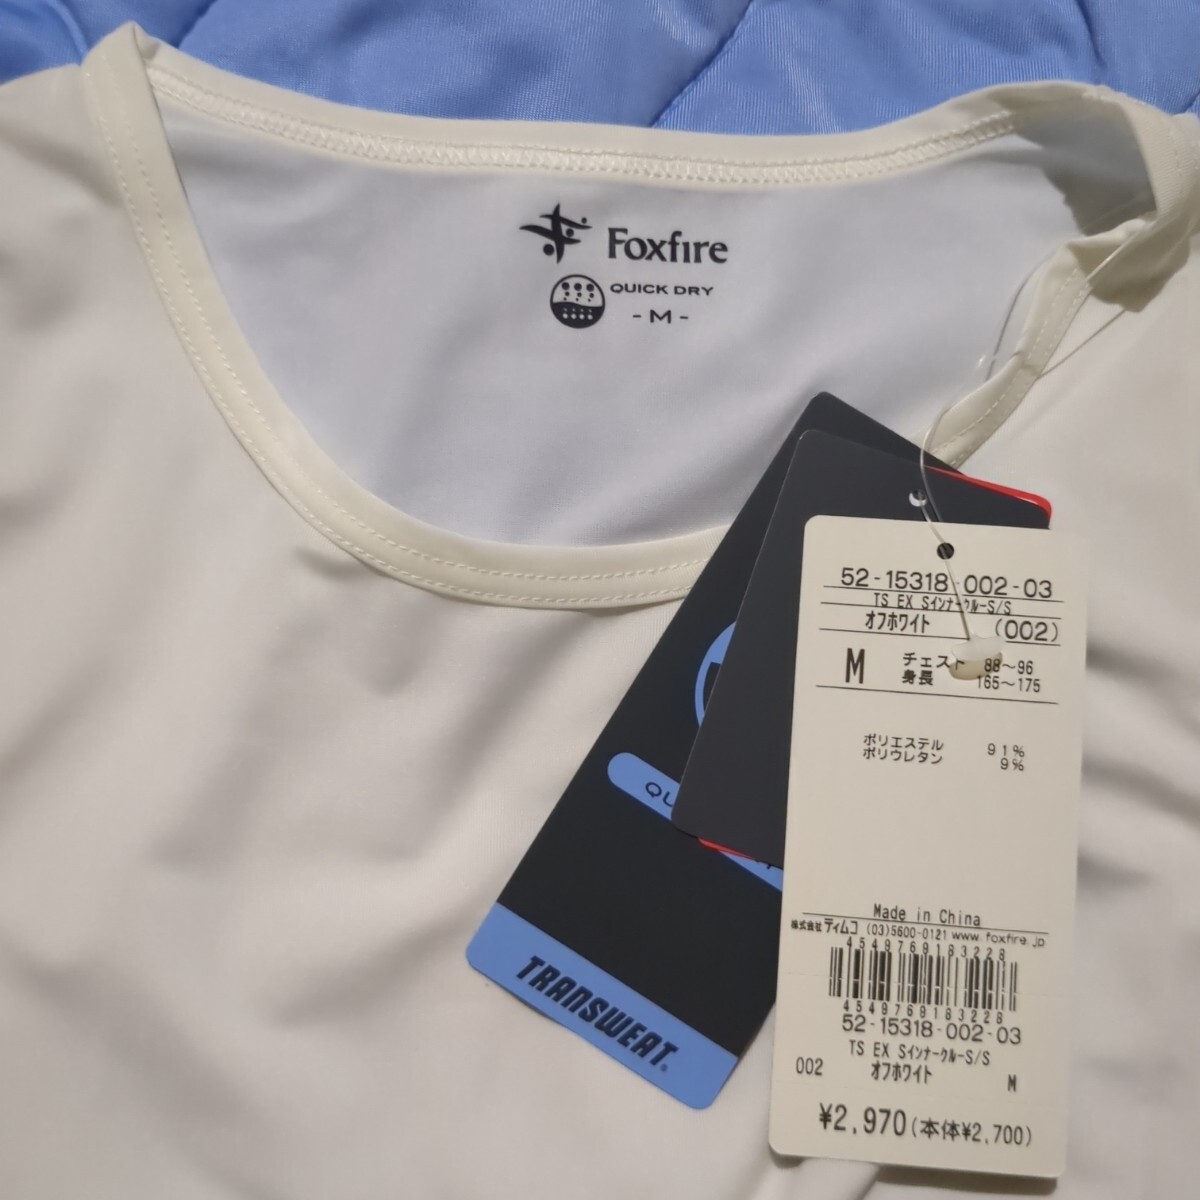 Foxfire
QUICK DRY
- M -
TRANSWEAT®
52-15318-002-03
TS EX SインナークルーS/S
オフホワイト (002)
M チェスト 88～96
身長 165～175
ポリエステル 91%
ポリウレタン 9%
Made in China
株式会社 ティムコ (03)5600-0121 www.foxfire.jp
4549769183228
4549769183228
52-15318-002-03
TS EX SインナークルーS/S
002 オフホワイト M
¥2,970(本体¥2,700)